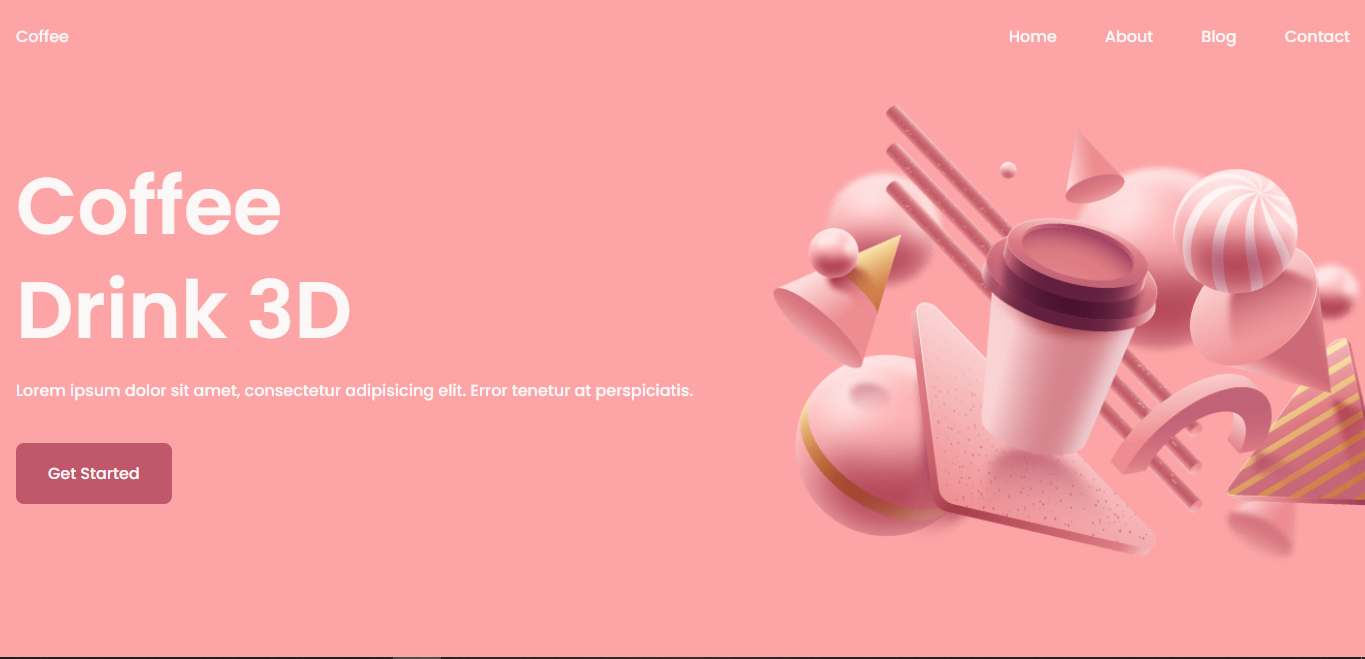 Coffee
Home About Blog Contact
Coffee
Drink 3D
Lorem ipsum dolor sit amet, consectetur adipisicing elit. Error tenetur at perspiciatis.
Get Started